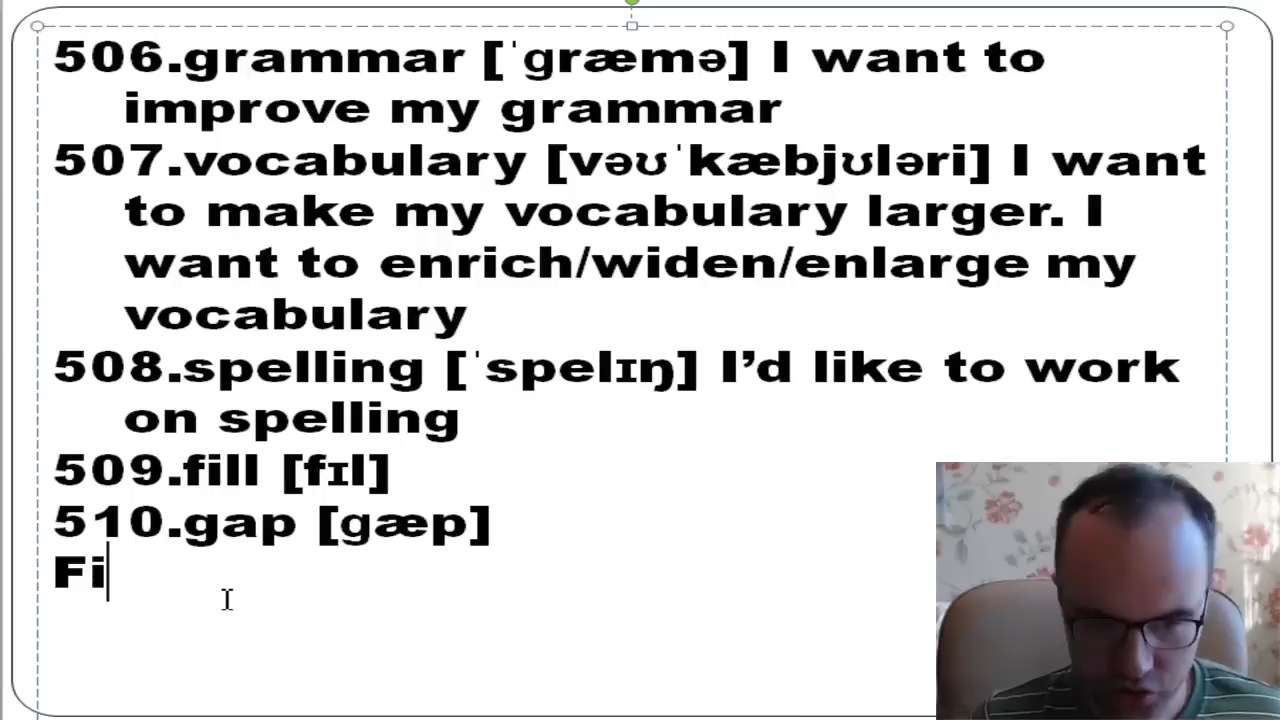 506.grammar [ˈɡræmə] I want to
improve my grammar
507.vocabulary [vəʊˈkæbjʊləri] I want
to make my vocabulary larger. I
want to enrich/widen/enlarge my
vocabulary
508.spelling [ˈspelɪŋ] I’d like to work
on spelling
509.fill [fɪl]
510.gap [ɡæp]
Fi